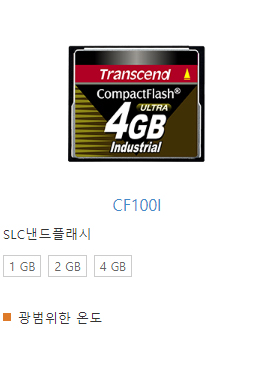 Transcend
CompactFlash®
ULTRA
4GB
Industrial
CF100I
SLC낸드플래시
1 GB 2 GB 4 GB
광범위한 온도